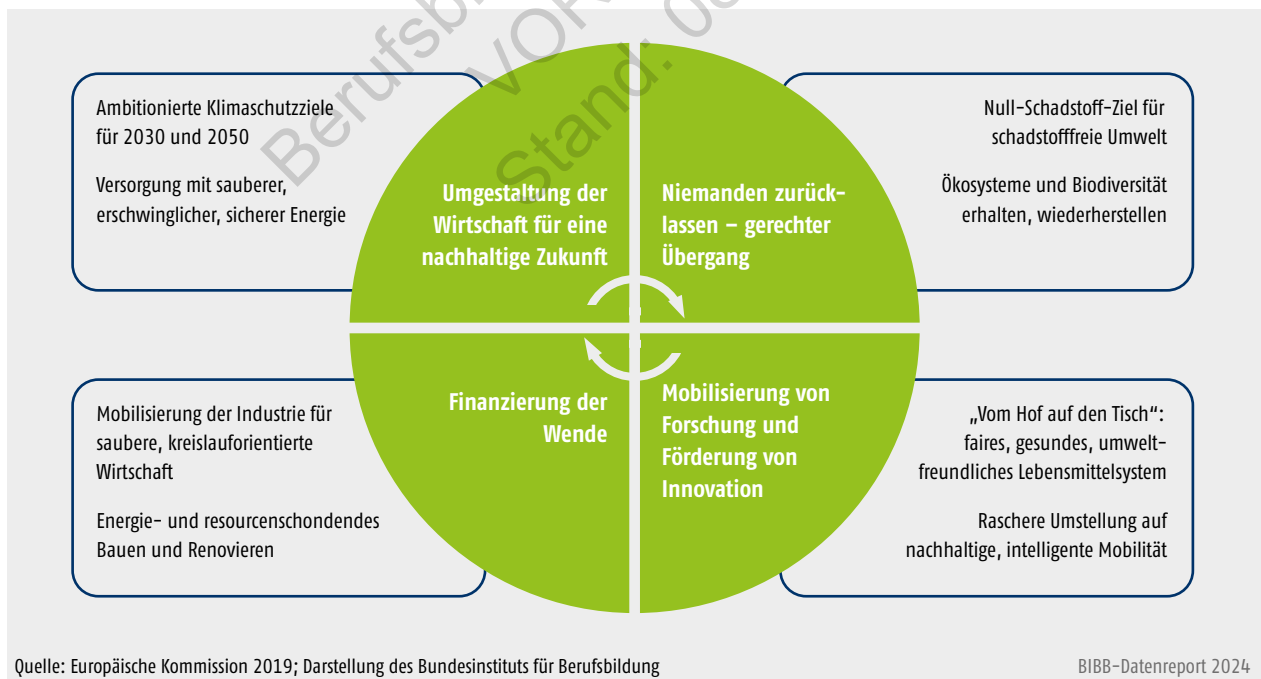 Ambitionierte Klimaschutzziele
für 2030 und 2050
Versorgung mit sauberer,
erschwinglicher, sicherer Energie
Umgestaltung der
Wirtschaft für eine
nachhaltige Zukunft
Niemanden zurück-
lassen – gerechter
Übergang
Null-Schadstoff-Ziel für
schadstofffreie Umwelt
Ökosysteme und Biodiversität
erhalten, wiederherstellen
Mobilisierung der Industrie für
saubere, kreislauforientierte
Wirtschaft
Energie- und resourcenschondendes
Bauen und Renovieren
Finanzierung der
Wende
Mobilisierung von
Forschung und
Förderung von
Innovation
„Vom Hof auf den Tisch“:
faires, gesundes, umwelt-
freundliches Lebensmittelsystem
Raschere Umstellung auf
nachhaltige, intelligente Mobilität
Quelle: Europäische Kommission 2019; Darstellung des Bundesinstituts für Berufsbildung
BIBB-Datenreport 2024
Stand: